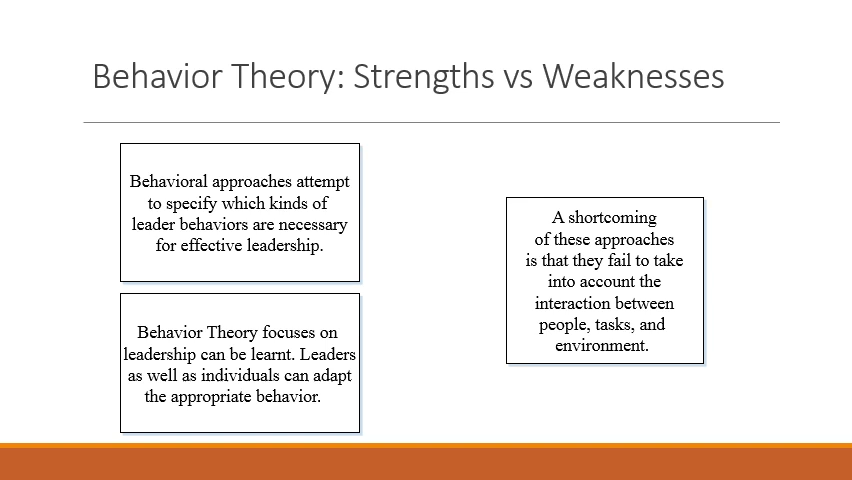 Behavior Theory: Strengths vs Weaknesses
Behavioral approaches attempt
to specify which kinds of
leader behaviors are necessary
for effective leadership.
Behavior Theory focuses on
leadership can be learnt. Leaders
as well as individuals can adapt
the appropriate behavior.
A shortcoming
of these approaches
is that they fail to take
into account the
interaction between
people, tasks, and
environment.